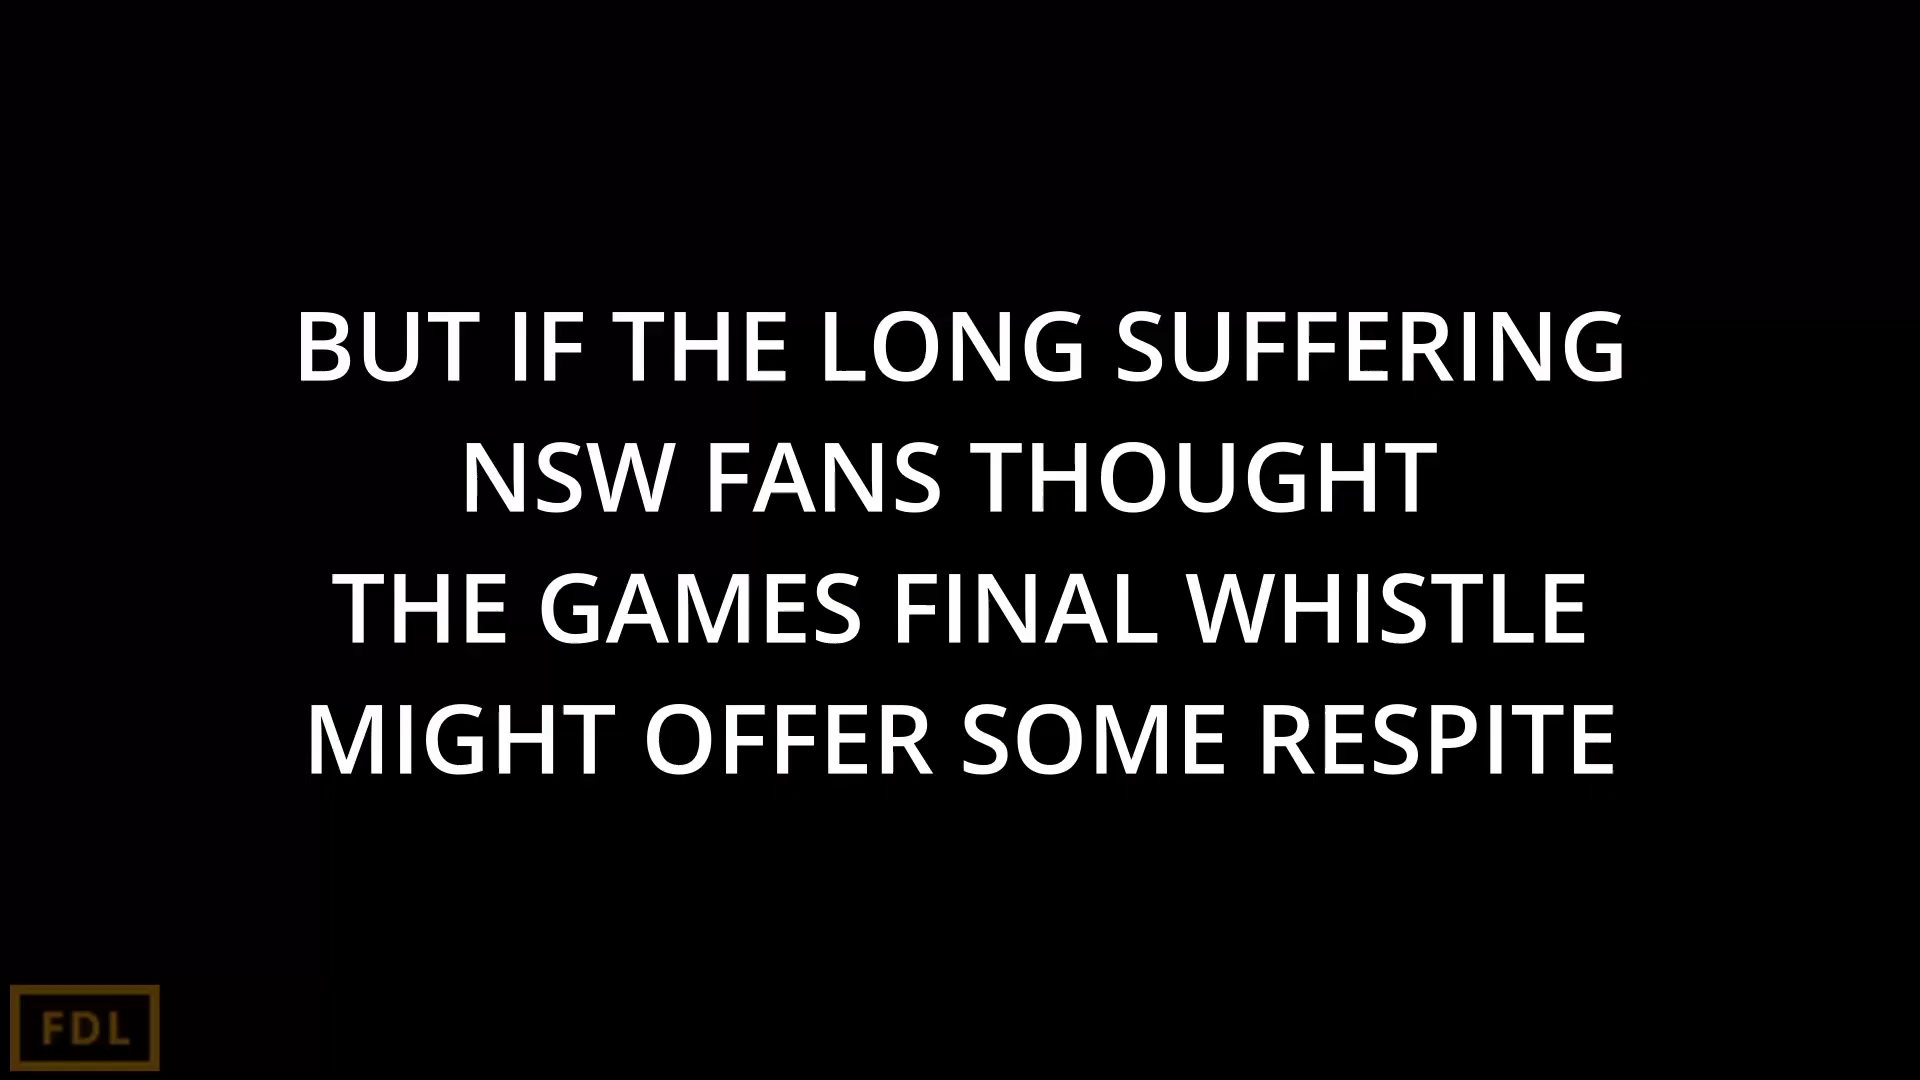 BUT IF THE LONG SUFFERING
NSW FANS THOUGHT
THE GAMES FINAL WHISTLE
MIGHT OFFER SOME RESPITE
FDL